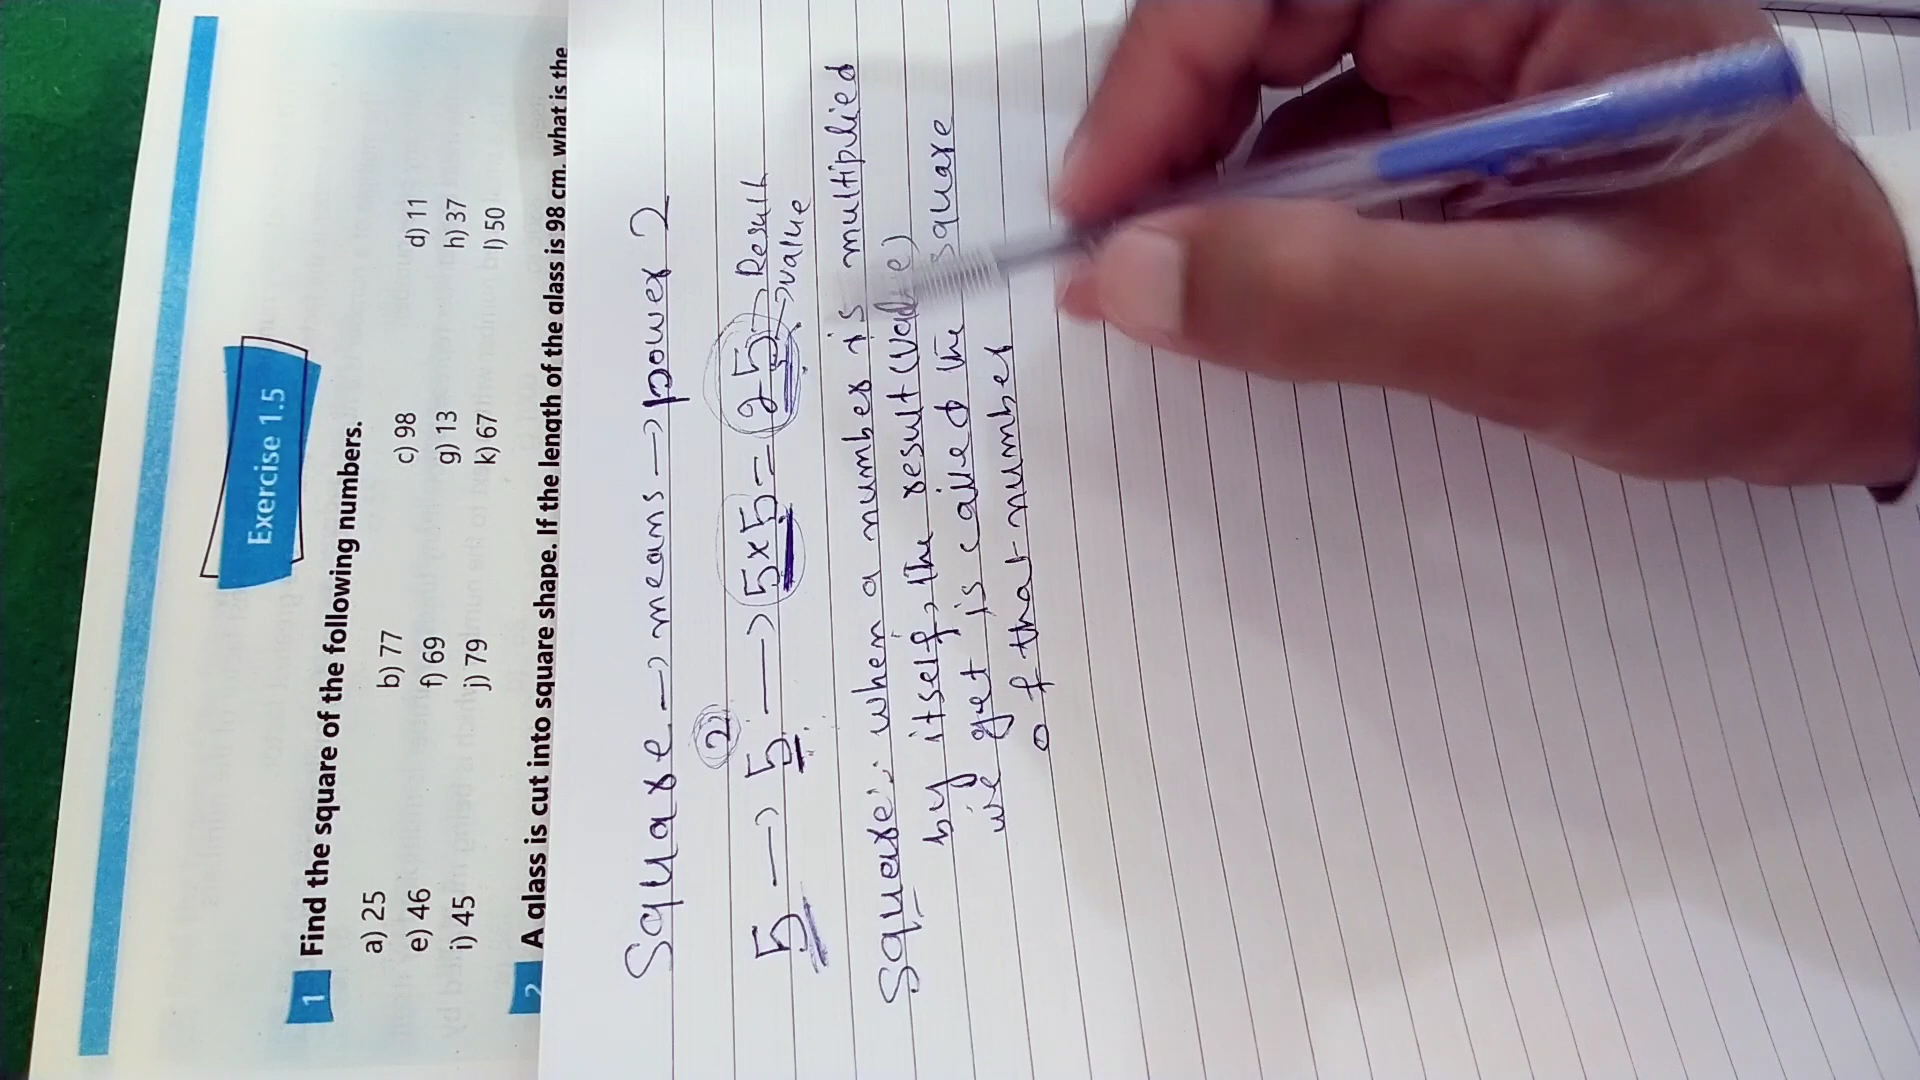 Exercise 1.5
1 Find the square of the following numbers.
a) 25 b) 77 c) 98 d) 11
e) 46 f) 69 g) 13 h) 37
i) 45 j) 79 k) 67 l) 50
2 A glass is cut into square shape. If the length of the glass is 98 cm. what is the
Square → means → power 2
5 → 5² → 5×5 = 25 → Result
→ value
Square: when a number is multiplied
by itself, the result (value)
we get is called the square
of that number